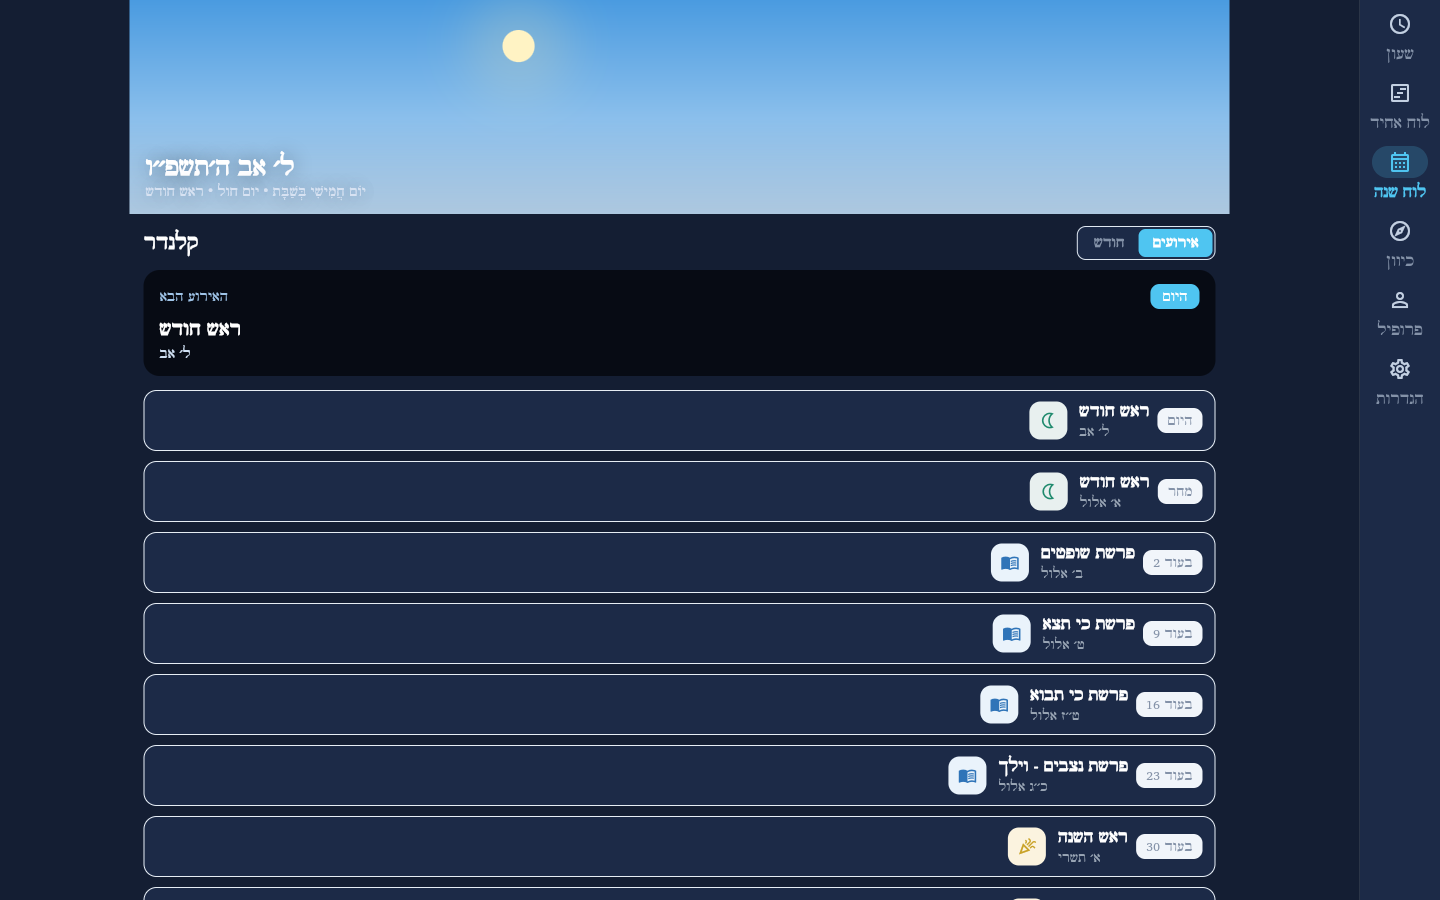 שעון
לוח אחיד
לוח שנה
כיוון
פרופיל
הגדרות
ל׳ אב ה׳תשפ״ו
יוֹם חֲמִישִׁי בְּשַׁבָּת • יום חול • ראש חודש
קלנדר
אירועים
חודש
האירוע הבא
היום
ראש חודש
ל׳ אב
היום
ראש חודש
ל׳ אב
מחר
ראש חודש
א׳ אלול
בעוד 2
פרשת שופטים
ב׳ אלול
בעוד 9
פרשת כי תצא
ט׳ אלול
בעוד 16
פרשת כי תבוא
ט״ז אלול
בעוד 23
פרשת נצבים - וילך
כ״ג אלול
בעוד 30
ראש השנה
א׳ תשרי